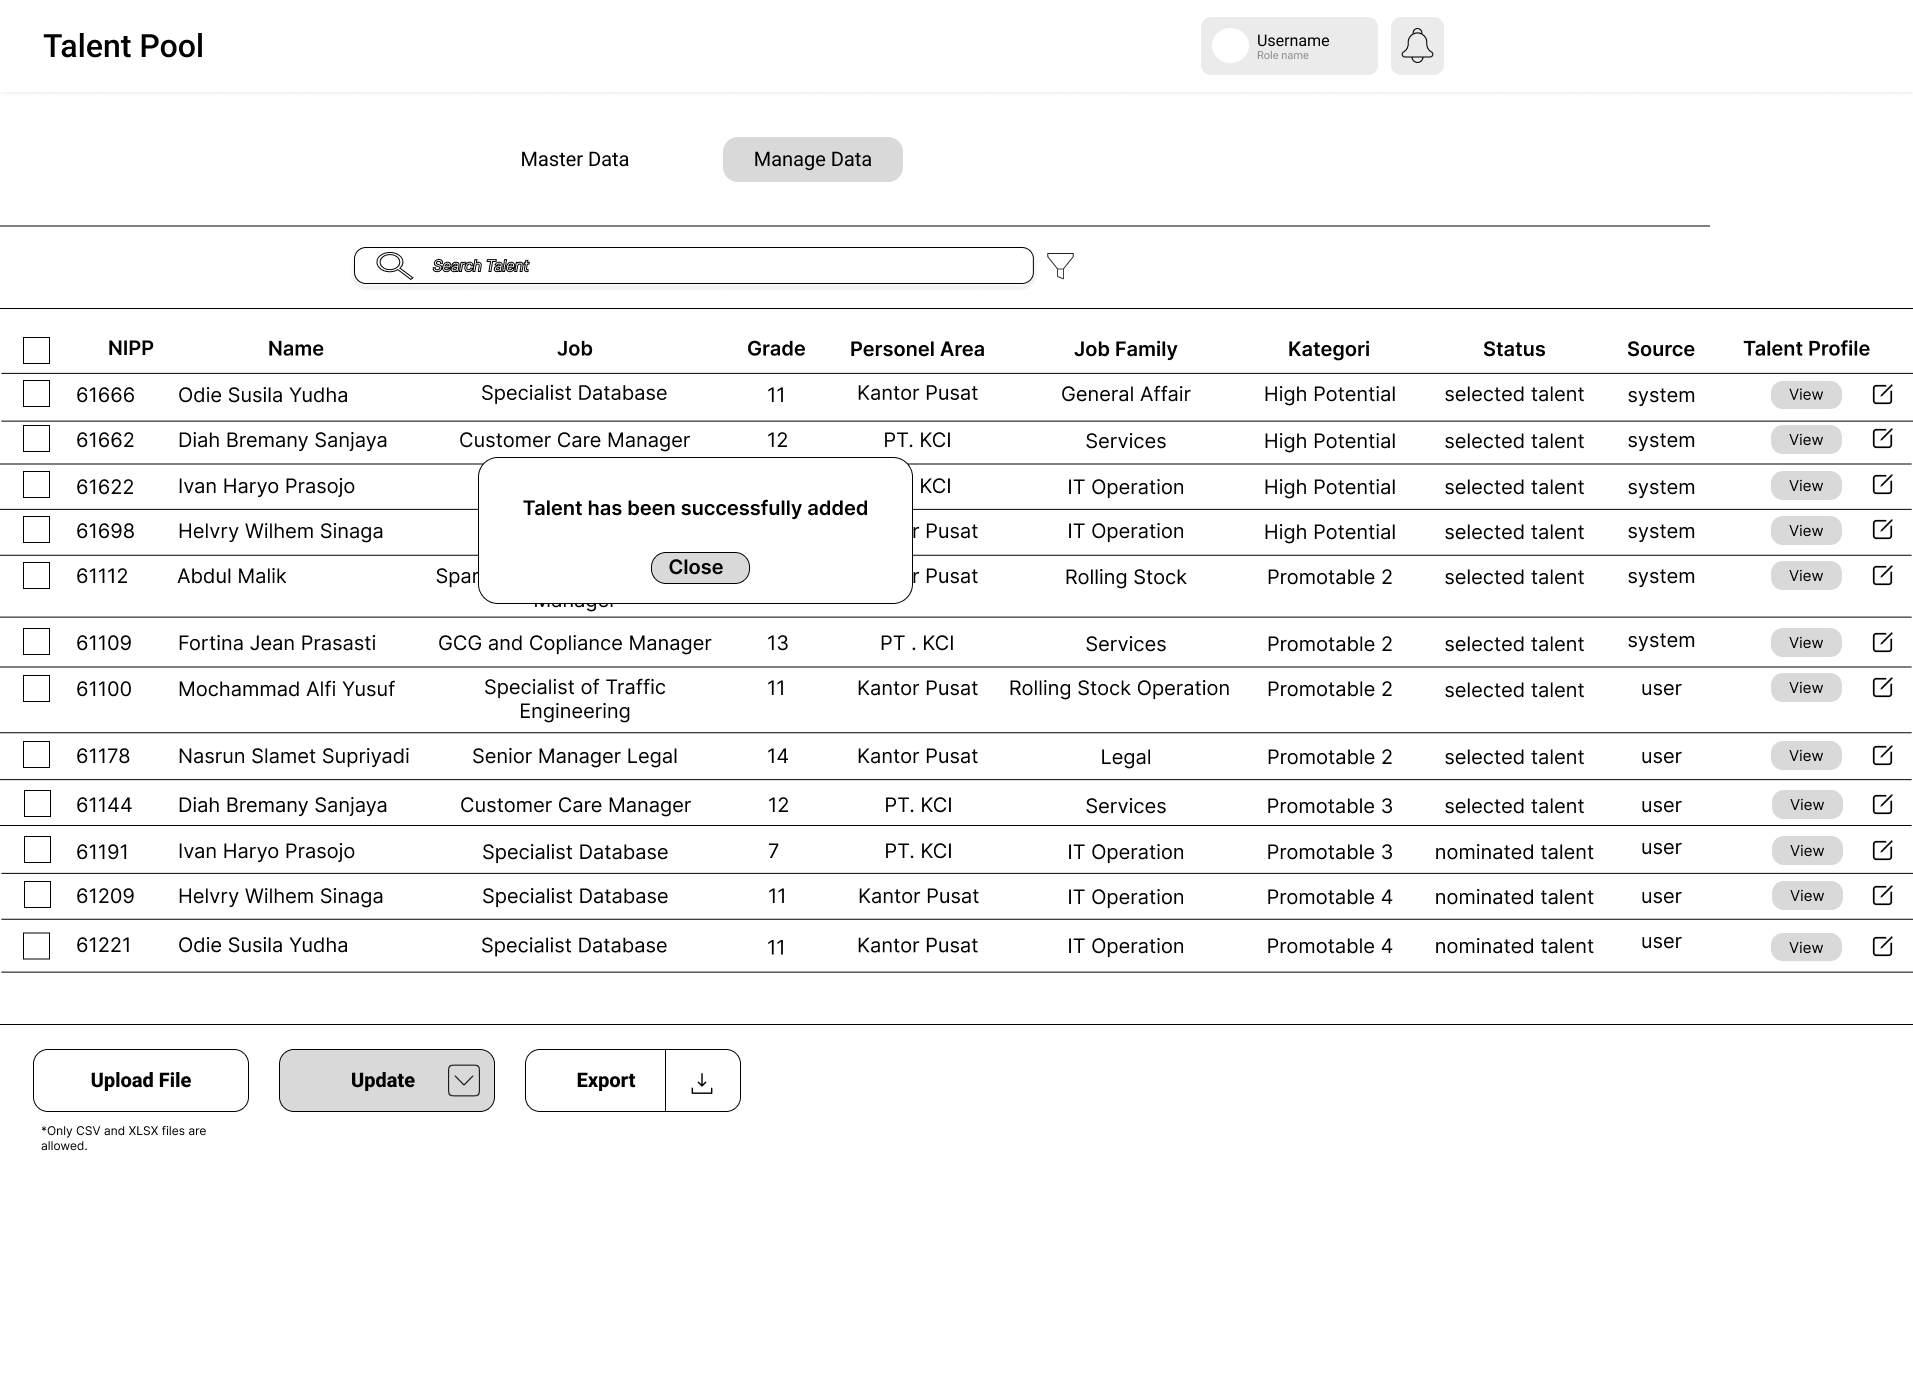 Talent Pool
Username
Role name
Master Data
Manage Data
Search Talent
NIPP Name Job Grade Personel Area Job Family Kategori Status Source Talent Profile
61666 Odie Susila Yudha Specialist Database 11 Kantor Pusat General Affair High Potential selected talent system View
61662 Diah Bremany Sanjaya Customer Care Manager 12 PT. KCI Services High Potential selected talent system View
61622 Ivan Haryo Prasojo KCI IT Operation High Potential selected talent system View
Talent has been successfully added
61698 Helvry Wilhem Sinaga Pusat IT Operation High Potential selected talent system View
Close
61112 Abdul Malik Pusat Rolling Stock Promotable 2 selected talent system View
61109 Fortina Jean Prasasti GCG and Copliance Manager 13 PT . KCI Services Promotable 2 selected talent system View
61100 Mochammad Alfi Yusuf Specialist of Traffic 11 Kantor Pusat Rolling Stock Operation Promotable 2 selected talent user View
Engineering
61178 Nasrun Slamet Supriyadi Senior Manager Legal 14 Kantor Pusat Legal Promotable 2 selected talent user View
61144 Diah Bremany Sanjaya Customer Care Manager 12 PT. KCI Services Promotable 3 selected talent user View
61191 Ivan Haryo Prasojo Specialist Database 7 PT. KCI IT Operation Promotable 3 nominated talent user View
61209 Helvry Wilhem Sinaga Specialist Database 11 Kantor Pusat IT Operation Promotable 4 nominated talent user View
61221 Odie Susila Yudha Specialist Database 11 Kantor Pusat IT Operation Promotable 4 nominated talent user View
Upload File
Update
Export
*Only CSV and XLSX files are
allowed.